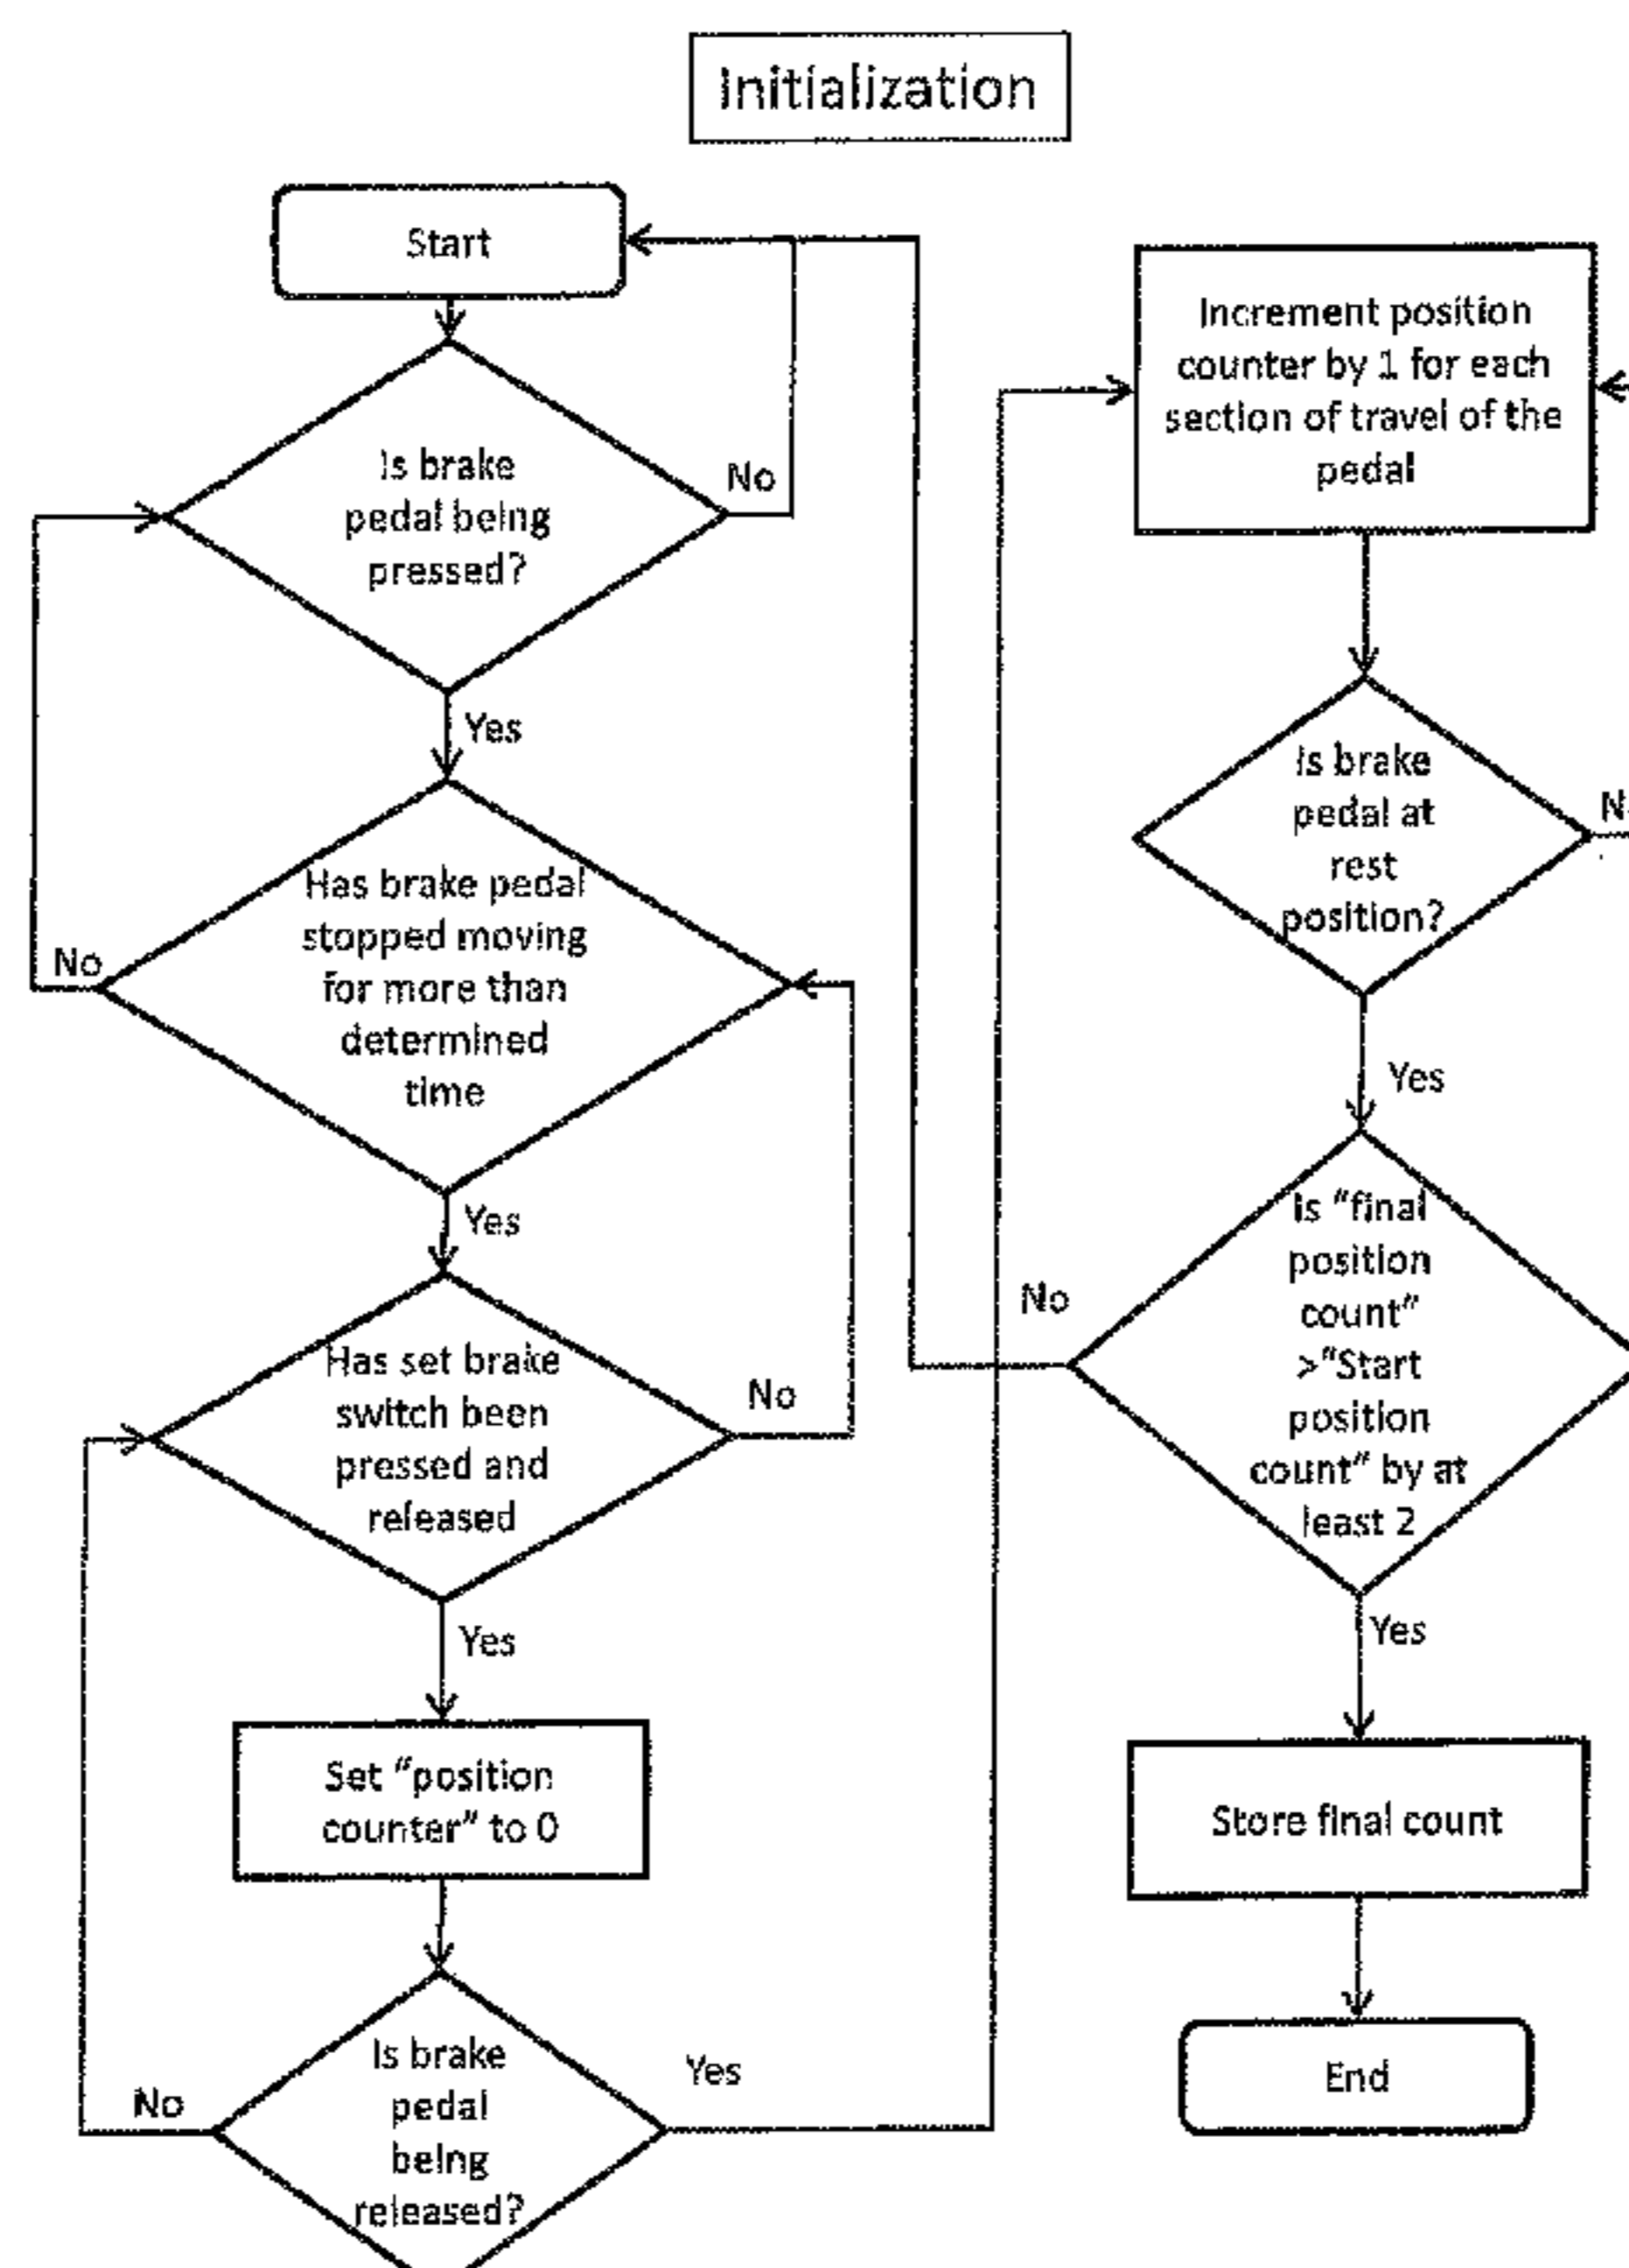 Initialization
Start
Is brake
pedal being
pressed?
No
Yes
Has brake pedal
stopped moving
for more than
determined
time
No
Yes
Has set brake
switch been
pressed and
released
No
Yes
Set "position
counter" to 0
Is brake
pedal
being
released?
No
Yes
Increment position
counter by 1 for each
section of travel of the
pedal
Is brake
pedal at
rest
position?
Yes
Is "final
position
count"
>"Start
position
count" by at
least 2
No
Yes
Store final count
End